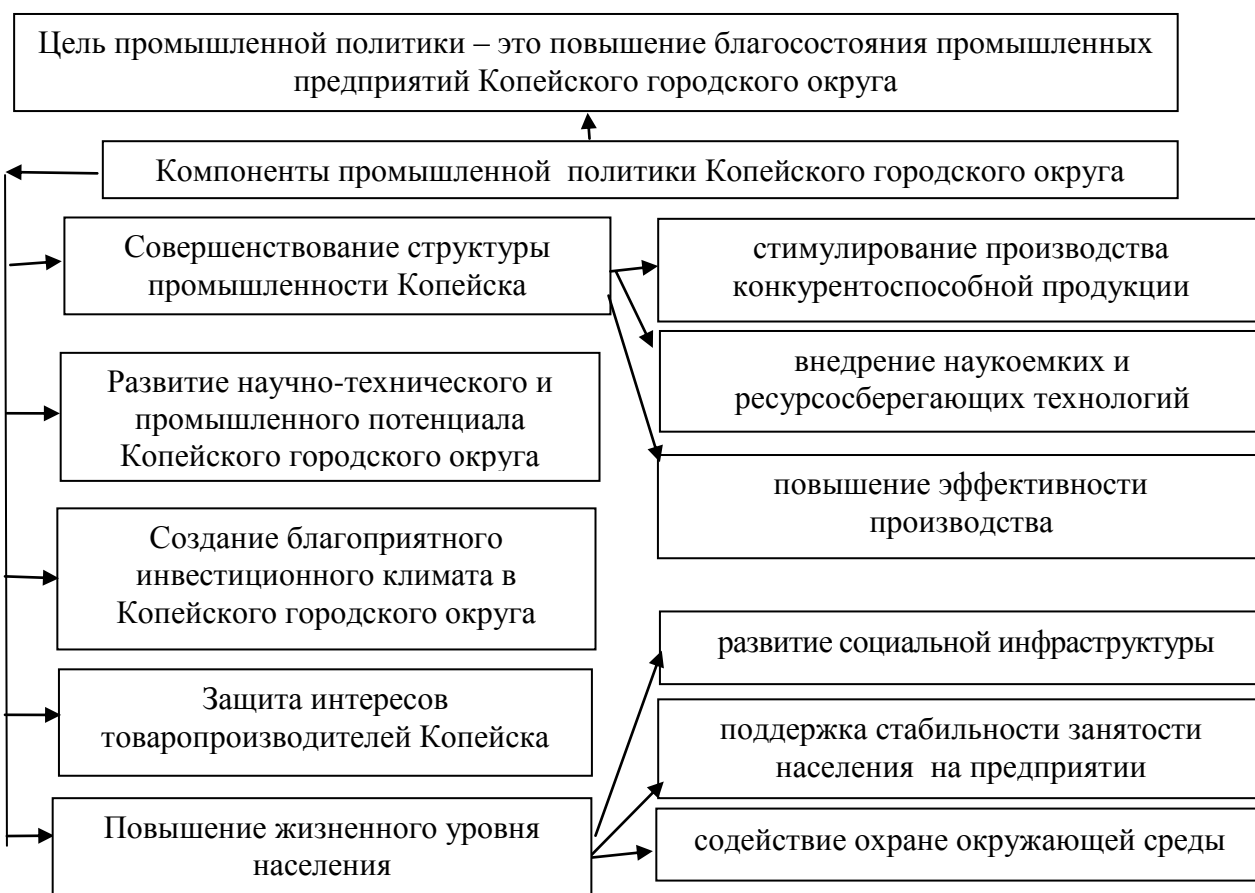 Цель промышленной политики – это повышение благосостояния промышленных
предприятий Копейского городского округа
Компоненты промышленной политики Копейского городского округа
Совершенствование структуры
промышленности Копейска
стимулирование производства
конкурентоспособной продукции
внедрение наукоемких и
ресурсосберегающих технологий
повышение эффективности
производства
Развитие научно-технического и
промышленного потенциала
Копейского городского округа
Создание благоприятного
инвестиционного климата в
Копейского городского округа
Защита интересов
товаропроизводителей Копейска
Повышение жизненного уровня
населения
развитие социальной инфраструктуры
поддержка стабильности занятости
населения на предприятии
содействие охране окружающей среды